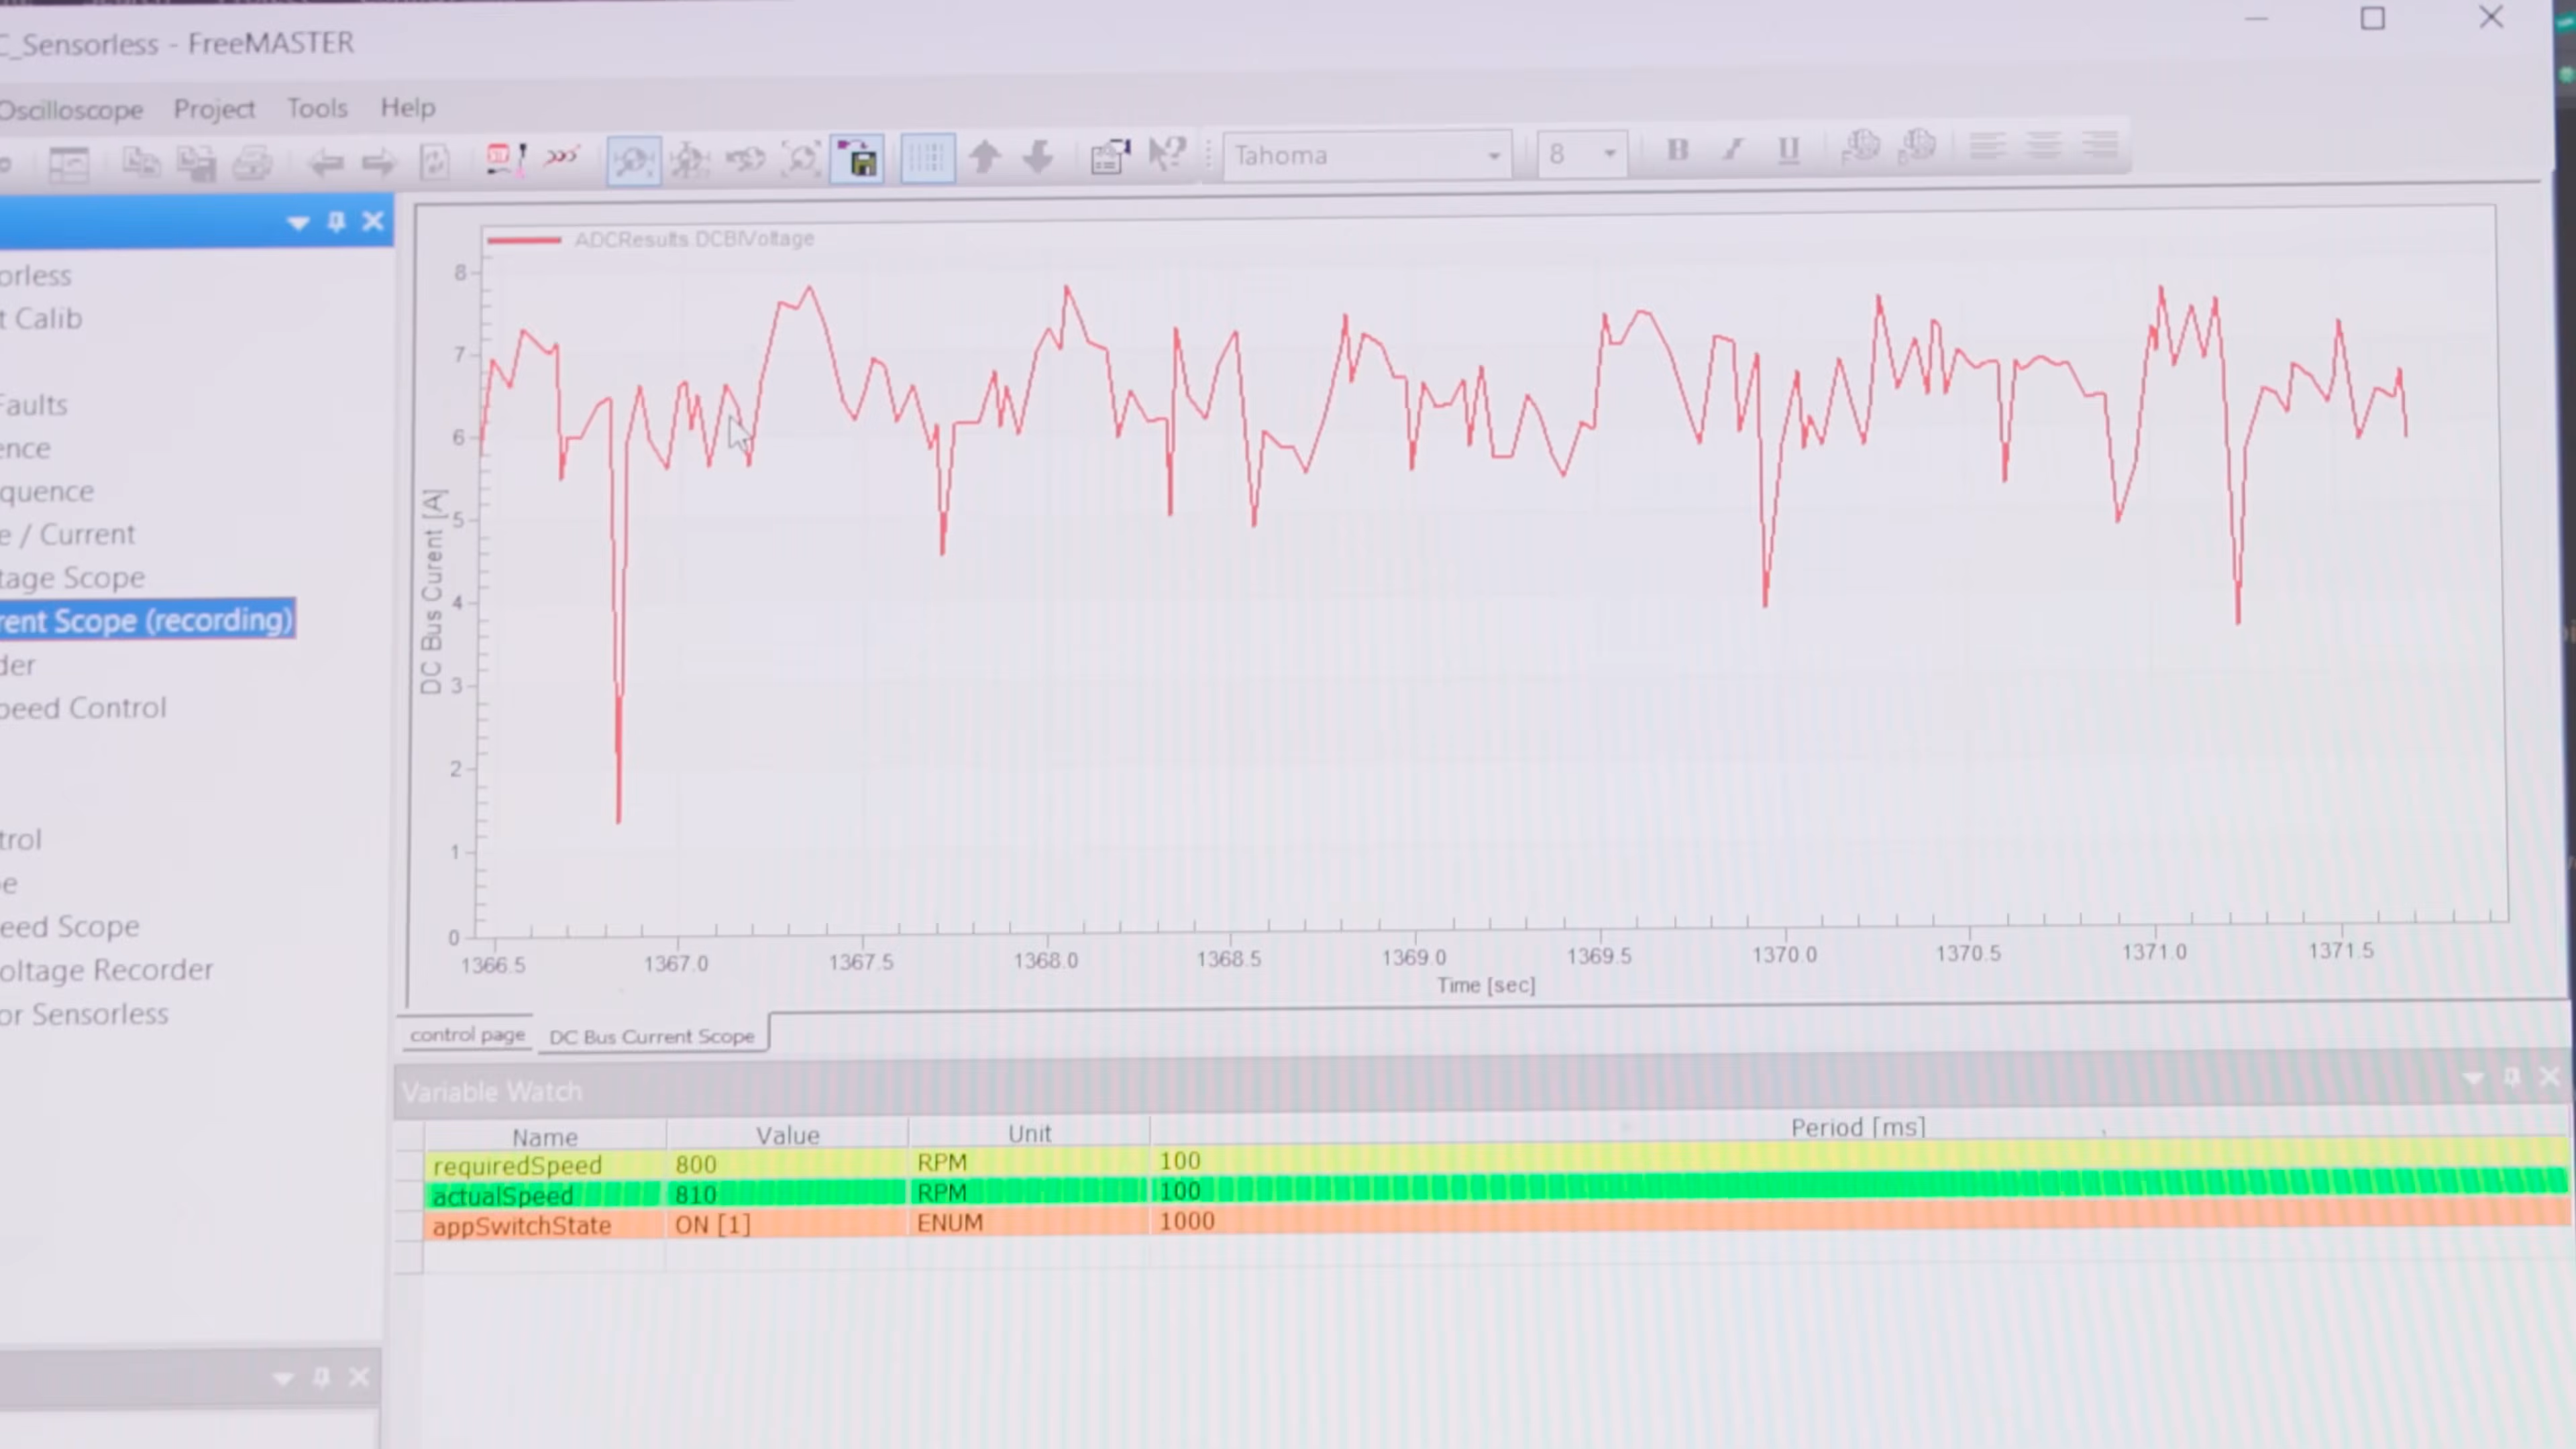 C_Sensorless - FreeMASTER
Oscilloscope Project Tools Help
Tahoma 8 B I U
orless
t Calib
Faults
ence
quence
e / Current
tage Scope
rent Scope (recording)
der
peed Control
trol
e
eed Scope
oltage Recorder
or Sensorless
ADCResults.DCBIVoltage
8
7
6
5
4
3
2
1
0
DC Bus Curent [A]
1366.5 1367.0 1367.5 1368.0 1368.5 1369.0 1369.5 1370.0 1370.5 1371.0 1371.5
Time [sec]
control page DC Bus Current Scope
Variable Watch
Name Value Unit Period [ms]
requiredSpeed 800 RPM 100
actualSpeed 810 RPM 100
appSwitchState ON [1] ENUM 1000